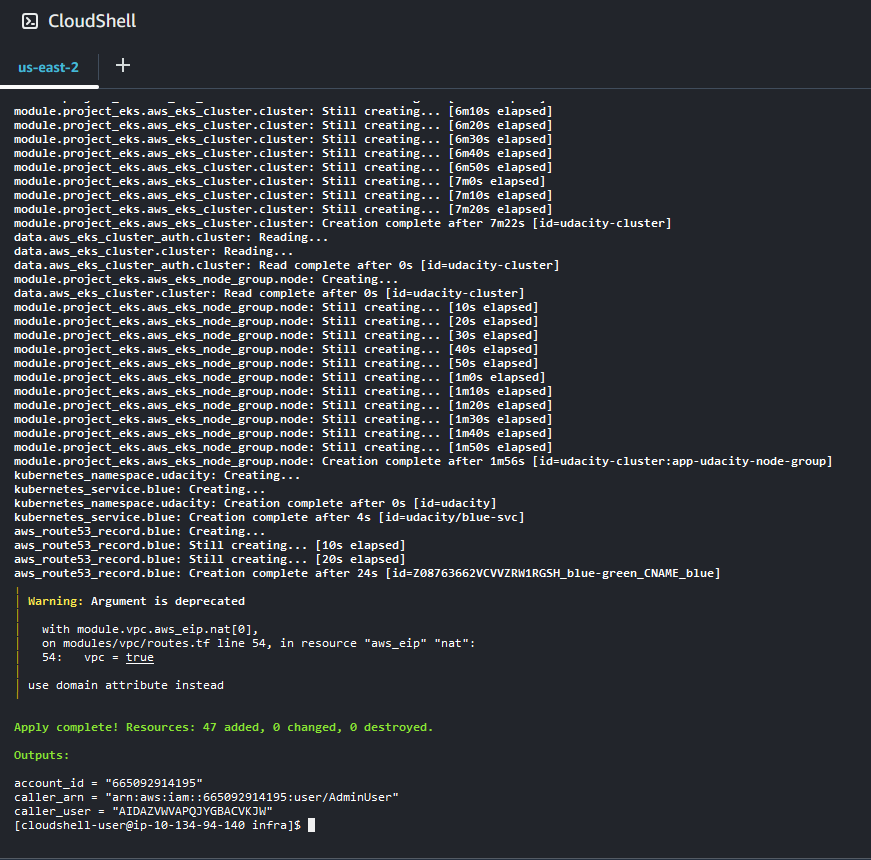 CloudShell
us-east-2
module.project_eks.aws_eks_cluster.cluster: Still creating... [6m10s elapsed]
module.project_eks.aws_eks_cluster.cluster: Still creating... [6m20s elapsed]
module.project_eks.aws_eks_cluster.cluster: Still creating... [6m30s elapsed]
module.project_eks.aws_eks_cluster.cluster: Still creating... [6m40s elapsed]
module.project_eks.aws_eks_cluster.cluster: Still creating... [6m50s elapsed]
module.project_eks.aws_eks_cluster.cluster: Still creating... [7m0s elapsed]
module.project_eks.aws_eks_cluster.cluster: Still creating... [7m10s elapsed]
module.project_eks.aws_eks_cluster.cluster: Still creating... [7m20s elapsed]
module.project_eks.aws_eks_cluster.cluster: Creation complete after 7m22s [id=udacity-cluster]
data.aws_eks_cluster_auth.cluster: Reading...
data.aws_eks_cluster.cluster: Reading...
data.aws_eks_cluster_auth.cluster: Read complete after 0s [id=udacity-cluster]
module.project_eks.aws_eks_node_group.node: Creating...
data.aws_eks_cluster.cluster: Read complete after 0s [id=udacity-cluster]
module.project_eks.aws_eks_node_group.node: Still creating... [10s elapsed]
module.project_eks.aws_eks_node_group.node: Still creating... [20s elapsed]
module.project_eks.aws_eks_node_group.node: Still creating... [30s elapsed]
module.project_eks.aws_eks_node_group.node: Still creating... [40s elapsed]
module.project_eks.aws_eks_node_group.node: Still creating... [50s elapsed]
module.project_eks.aws_eks_node_group.node: Still creating... [1m0s elapsed]
module.project_eks.aws_eks_node_group.node: Still creating... [1m10s elapsed]
module.project_eks.aws_eks_node_group.node: Still creating... [1m20s elapsed]
module.project_eks.aws_eks_node_group.node: Still creating... [1m30s elapsed]
module.project_eks.aws_eks_node_group.node: Still creating... [1m40s elapsed]
module.project_eks.aws_eks_node_group.node: Still creating... [1m50s elapsed]
module.project_eks.aws_eks_node_group.node: Creation complete after 1m56s [id=udacity-cluster:app-udacity-node-group]
kubernetes_namespace.udacity: Creating...
kubernetes_service.blue: Creating...
kubernetes_namespace.udacity: Creation complete after 0s [id=udacity]
kubernetes_service.blue: Creation complete after 4s [id=udacity/blue-svc]
aws_route53_record.blue: Creating...
aws_route53_record.blue: Still creating... [10s elapsed]
aws_route53_record.blue: Still creating... [20s elapsed]
aws_route53_record.blue: Creation complete after 24s [id=Z08763662VCVVZRW1RGSH_blue-green_CNAME_blue]
Warning: Argument is deprecated
with module.vpc.aws_eip.nat[0],
on modules/vpc/routes.tf line 54, in resource "aws_eip" "nat":
54: vpc = true
use domain attribute instead
Apply complete! Resources: 47 added, 0 changed, 0 destroyed.
Outputs:
account_id = "665092914195"
caller_arn = "arn:aws:iam::665092914195:user/AdminUser"
caller_user = "AIDAZVWVAPQJYGBACVKJW"
[cloudshell-user@ip-10-134-94-140 infra]$